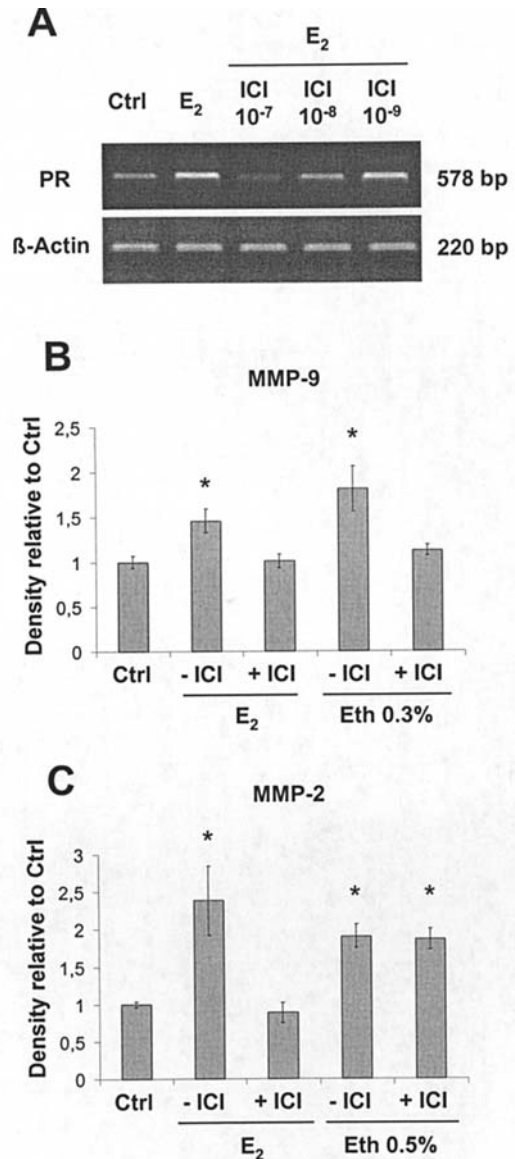 A
E₂
Ctrl E₂ ICI 10⁻⁷ ICI 10⁻⁸ ICI 10⁻⁹
PR 578 bp
ß-Actin 220 bp
B
MMP-9
Density relative to Ctrl
2,5
2
1,5
1
0,5
0
* *
Ctrl - ICI + ICI - ICI + ICI
E₂ Eth 0.3%
C
MMP-2
Density relative to Ctrl
3
2,5
2
1,5
1
0,5
0
* * *
Ctrl - ICI + ICI - ICI + ICI
E₂ Eth 0.5%